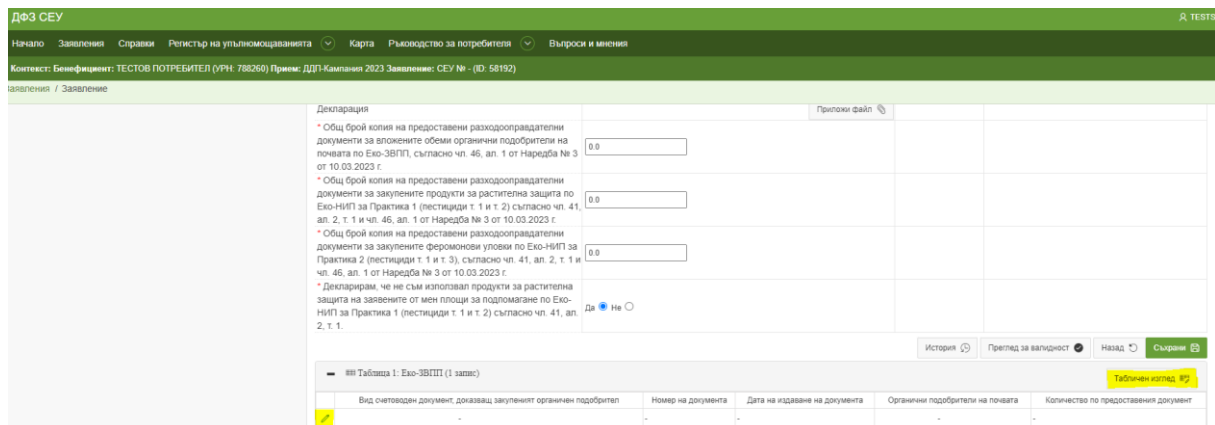 ДФЗ СЕУ
TESTS
Начало Заявления Справки Регистър на упълномощаванията Карта Ръководство за потребителя Въпроси и мнения
Контекст: Бенефициент: ТЕСТОВ ПОТРЕБИТЕЛ (УРН: 788260) Прием: ДДП-Кампания 2023 Заявление: СЕУ № - (ID: 58192)
Заявления / Заявление
Декларация
Приложи файл
* Общ брой копия на предоставени разходооправдателни
документи за вложените обеми органични подобрители на
почвата по Еко-ЗВПП, съгласно чл. 46, ал. 1 от Наредба № 3
от 10.03.2023 г.
0.0
* Общ брой копия на предоставени разходооправдателни
документи за закупените продукти за растителна защита по
Еко-НИП за Практика 1 (пестициди т. 1 и т. 2) съгласно чл. 41,
ал. 2, т. 1 и чл. 46, ал. 1 от Наредба № 3 от 10.03.2023 г.
0.0
* Общ брой копия на предоставени разходооправдателни
документи за закупените феромонови уловки по Еко-НИП за
Практика 2 (пестициди т. 1 и т. 3), съгласно чл. 41, ал. 2, т. 1 и
чл. 46, ал. 1 от Наредба № 3 от 10.03.2023 г.
0.0
* Декларирам, че не съм използвал продукти за растителна
защита на заявените от мен площи за подпомагане по Еко-
НИП за Практика 1 (пестициди т. 1 и т. 2) съгласно чл. 41, ал.
2, т. 1.
Да Не
История Преглед за валидност Назад Съхрани
Таблица 1: Еко-ЗВПП (1 запис)
Табличен изглед
Вид счетоводен документ, доказващ закупеният органичен подобрител Номер на документа Дата на издаване на документа Органични подобрители на почвата Количество по предоставения документ
- - - - -